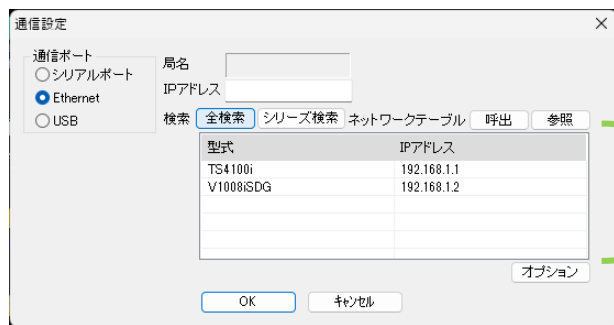 通信設定
通信ポート
シリアルポート
Ethernet
USB
局名
IPアドレス
検索 全検索 シリーズ検索 ネットワークテーブル 呼出 参照
型式 IPアドレス
TS4100i 192.168.1.1
V1008iSDG 192.168.1.2
オプション
OK キャンセル